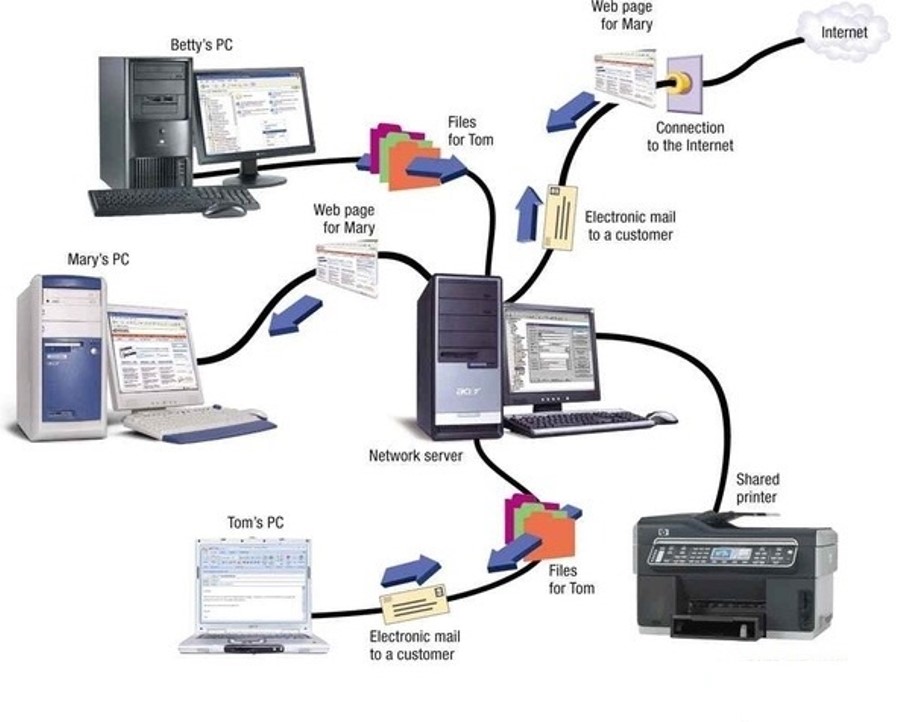 Web page
for Mary
Internet
Betty's PC
Files
for Tom
Connection
to the Internet
Web page
for Mary
Electronic mail
to a customer
Mary's PC
acer
Network server
Shared
printer
hp
Tom's PC
Files
for Tom
Electronic mail
to a customer